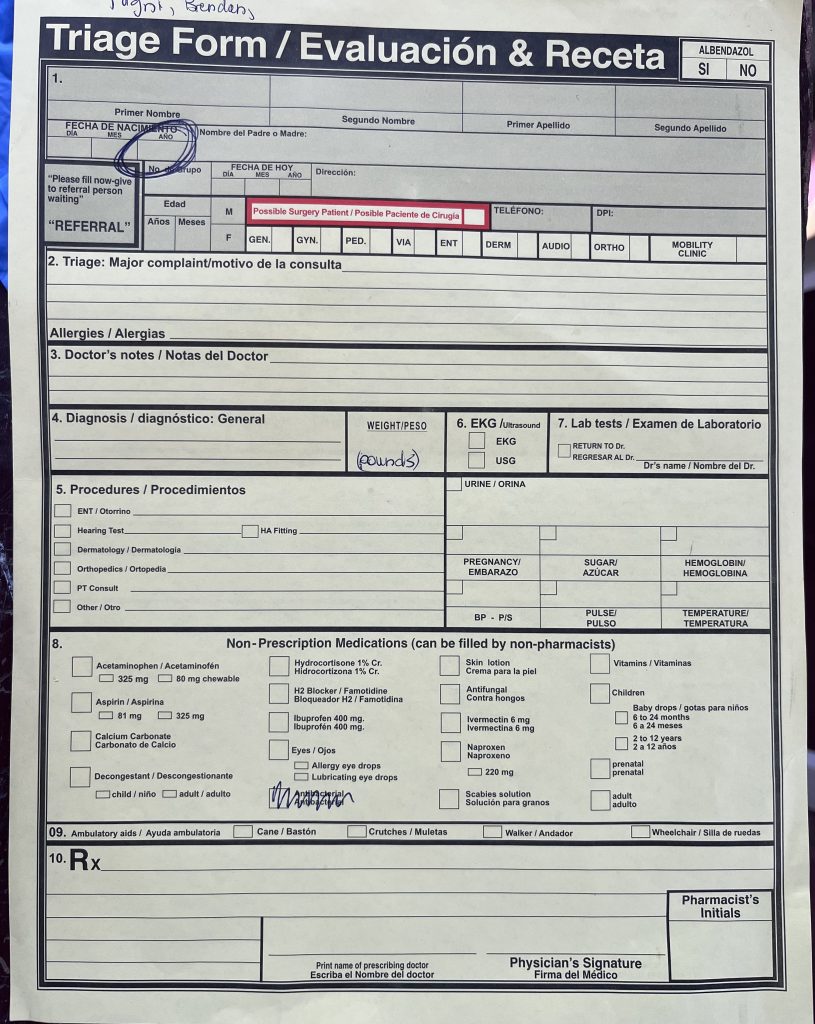 Brendan,
Triage Form / Evaluación & Receta
ALBENDAZOL
SI NO
1.
Primer Nombre Segundo Nombre Primer Apellido Segundo Apellido
FECHA DE NACIMIENTO
DÍA MES AÑO
Nombre del Padre o Madre:
"Please fill now-give
to referral person
waiting"
"REFERRAL"
No. de Grupo
FECHA DE HOY
DÍA MES AÑO
Dirección:
Edad
Años Meses
M
F
Possible Surgery Patient / Posible Paciente de Cirugía
TELÉFONO:
DPI:
GEN. GYN. PED. VIA ENT DERM AUDIO ORTHO MOBILITY
CLINIC
2. Triage: Major complaint/motivo de la consulta
Allergies / Alergias
3. Doctor's notes / Notas del Doctor
4. Diagnosis / diagnóstico: General
WEIGHT/PESO
(pounds)
6. EKG /Ultrasound
EKG
USG
7. Lab tests / Examen de Laboratorio
RETURN TO Dr.
REGRESAR AL Dr.
Dr's name / Nombre del Dr.
5. Procedures / Procedimientos
ENT / Otorrino
Hearing Test HA Fitting
Dermatology / Dermatología
Orthopedics / Ortopedia
PT Consult
Other / Otro
URINE / ORINA
PREGNANCY/
EMBARAZO
SUGAR/
AZÚCAR
HEMOGLOBIN/
HEMOGLOBINA
BP - P/S
PULSE/
PULSO
TEMPERATURE/
TEMPERATURA
8. Non-Prescription Medications (can be filled by non-pharmacists)
Acetaminophen / Acetaminofén
325 mg 80 mg chewable
Aspirin / Aspirina
81 mg 325 mg
Calcium Carbonate
Carbonato de Calcio
Decongestant / Descongestionante
child / niño adult / adulto
Hydrocortisone 1% Cr.
Hidrocortizona 1% Cr.
H2 Blocker / Famotidine
Bloqueador H2 / Famotidina
Ibuprofen 400 mg.
Ibuprofén 400 mg.
Eyes / Ojos
Allergy eye drops
Lubricating eye drops
Antibacterial
Antibacterial
Skin lotion
Crema para la piel
Antifungal
Contra hongos
Ivermectin 6 mg
Ivermectina 6 mg
Naproxen
Naproxeno
220 mg
Scabies solution
Solución para granos
Vitamins / Vitaminas
Children
Baby drops / gotas para niños
6 to 24 months
6 a 24 meses
2 to 12 years
2 a 12 años
prenatal
prenatal
adult
adulto
09. Ambulatory aids / Ayuda ambulatoria Cane / Bastón Crutches / Muletas Walker / Andador Wheelchair / Silla de ruedas
10. Rx
Print name of prescribing doctor
Escriba el Nombre del doctor
Physician's Signature
Firma del Médico
Pharmacist's
Initials